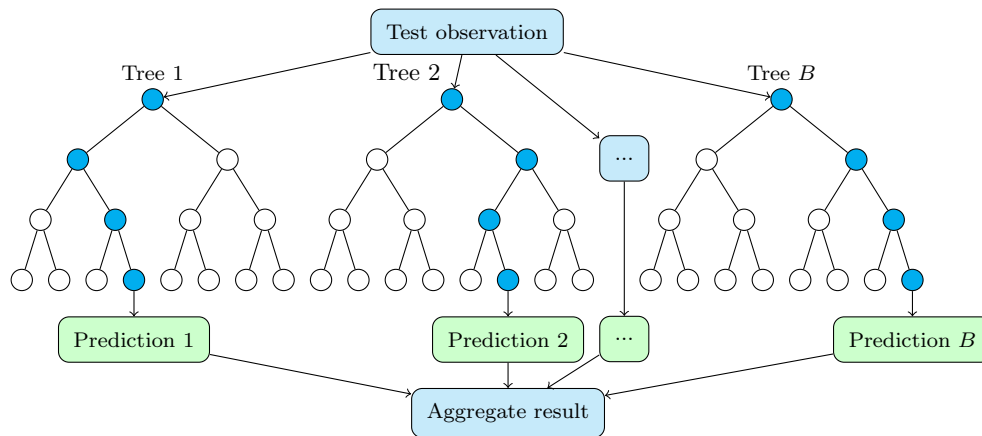 Test observation
Tree 1
Tree 2
Tree B
...
Prediction 1
Prediction 2
...
Prediction B
Aggregate result